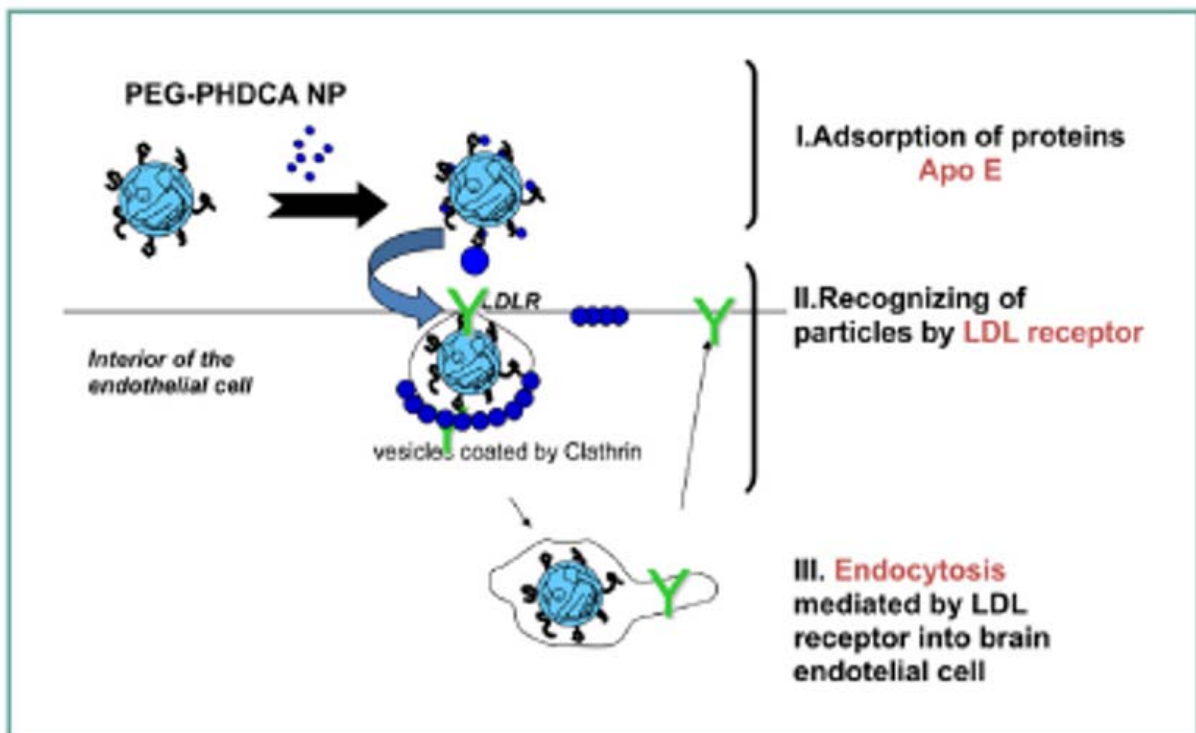 PEG-PHDCA NP
I.Adsorption of proteins
Apo E
LDLR
II.Recognizing of
particles by LDL receptor
Interior of the
endothelial cell
vesicles coated by Clathrin
III. Endocytosis
mediated by LDL
receptor into brain
endotelial cell